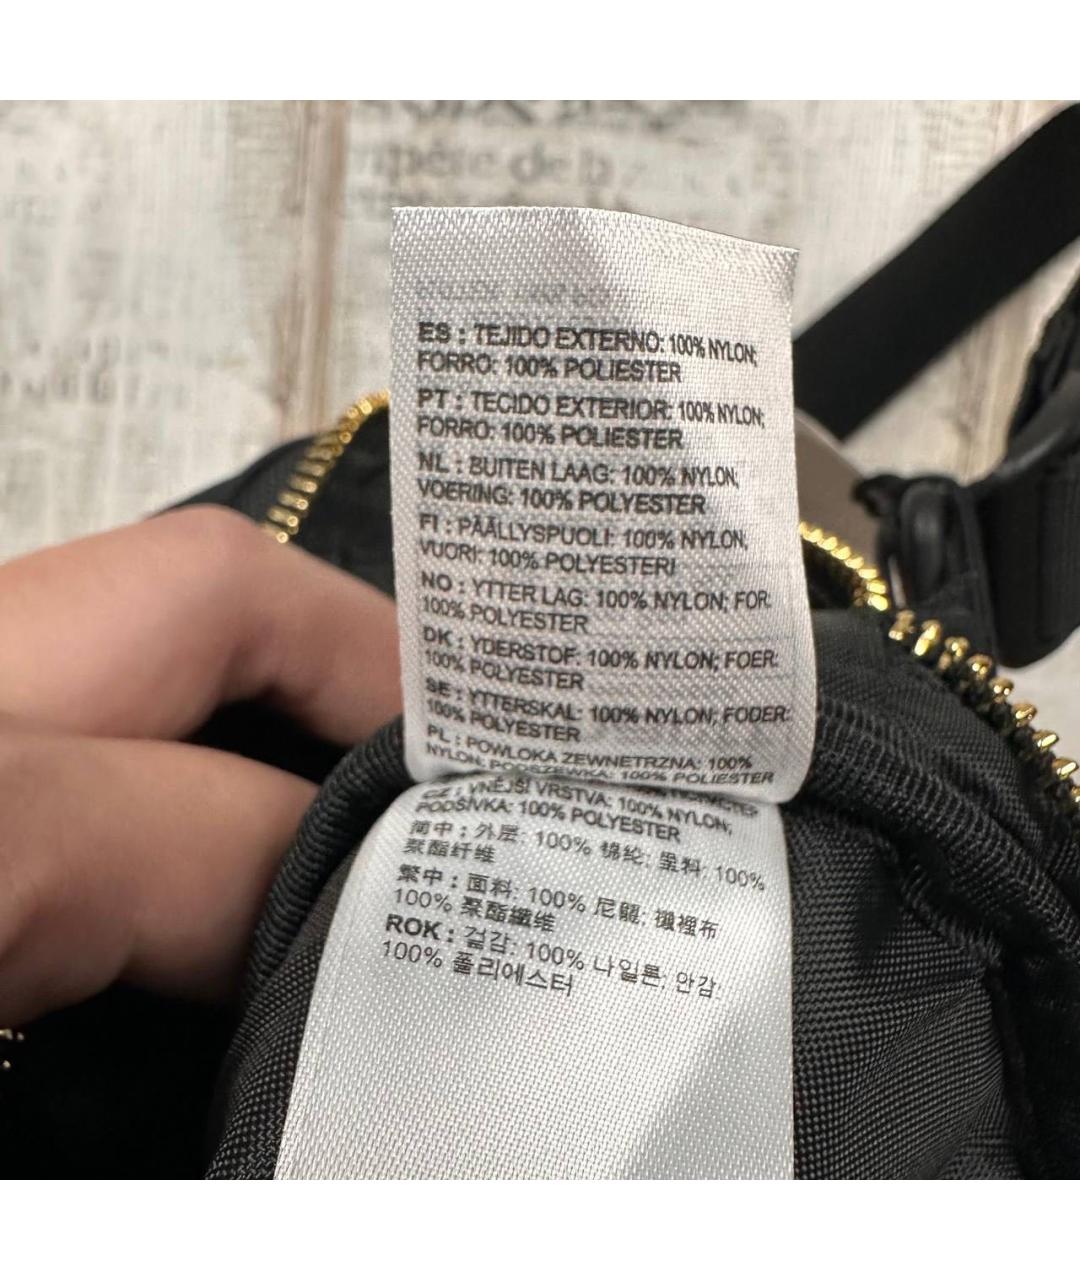 père de
ES : TEJIDO EXTERNO: 100% NYLON;
FORRO: 100% POLIESTER
PT : TECIDO EXTERIOR: 100% NYLON;
FORRO: 100% POLIESTER
NL : BUITEN LAAG: 100% NYLON,
VOERING: 100% POLYESTER
FI : PÄÄLLYSPUOLI: 100% NYLON,
VUORI: 100% POLYESTERI
NO : YTTER LAG: 100% NYLON; FOR:
100% POLYESTER
DK : YDERSTOF: 100% NYLON; FOER:
100% POLYESTER
SE : YTTERSKAL: 100% NYLON; FODER:
100% POLYESTER
PL : POWLOKA ZEWNETRZNA: 100%
NYLON; PODSZEWKA: 100% POLIESTER
CZ : VNEJŠÍ VRSTVA: 100% NYLON;
PODŠÍVKA: 100% POLYESTER
简中 : 外层: 100% 锦纶; 里料: 100%
聚酯纤维
繁中 : 面料: 100% 尼龍; 襯裡布
100% 聚酯纖维
ROK : 겉감: 100% 나일론; 안감:
100% 폴리에스터